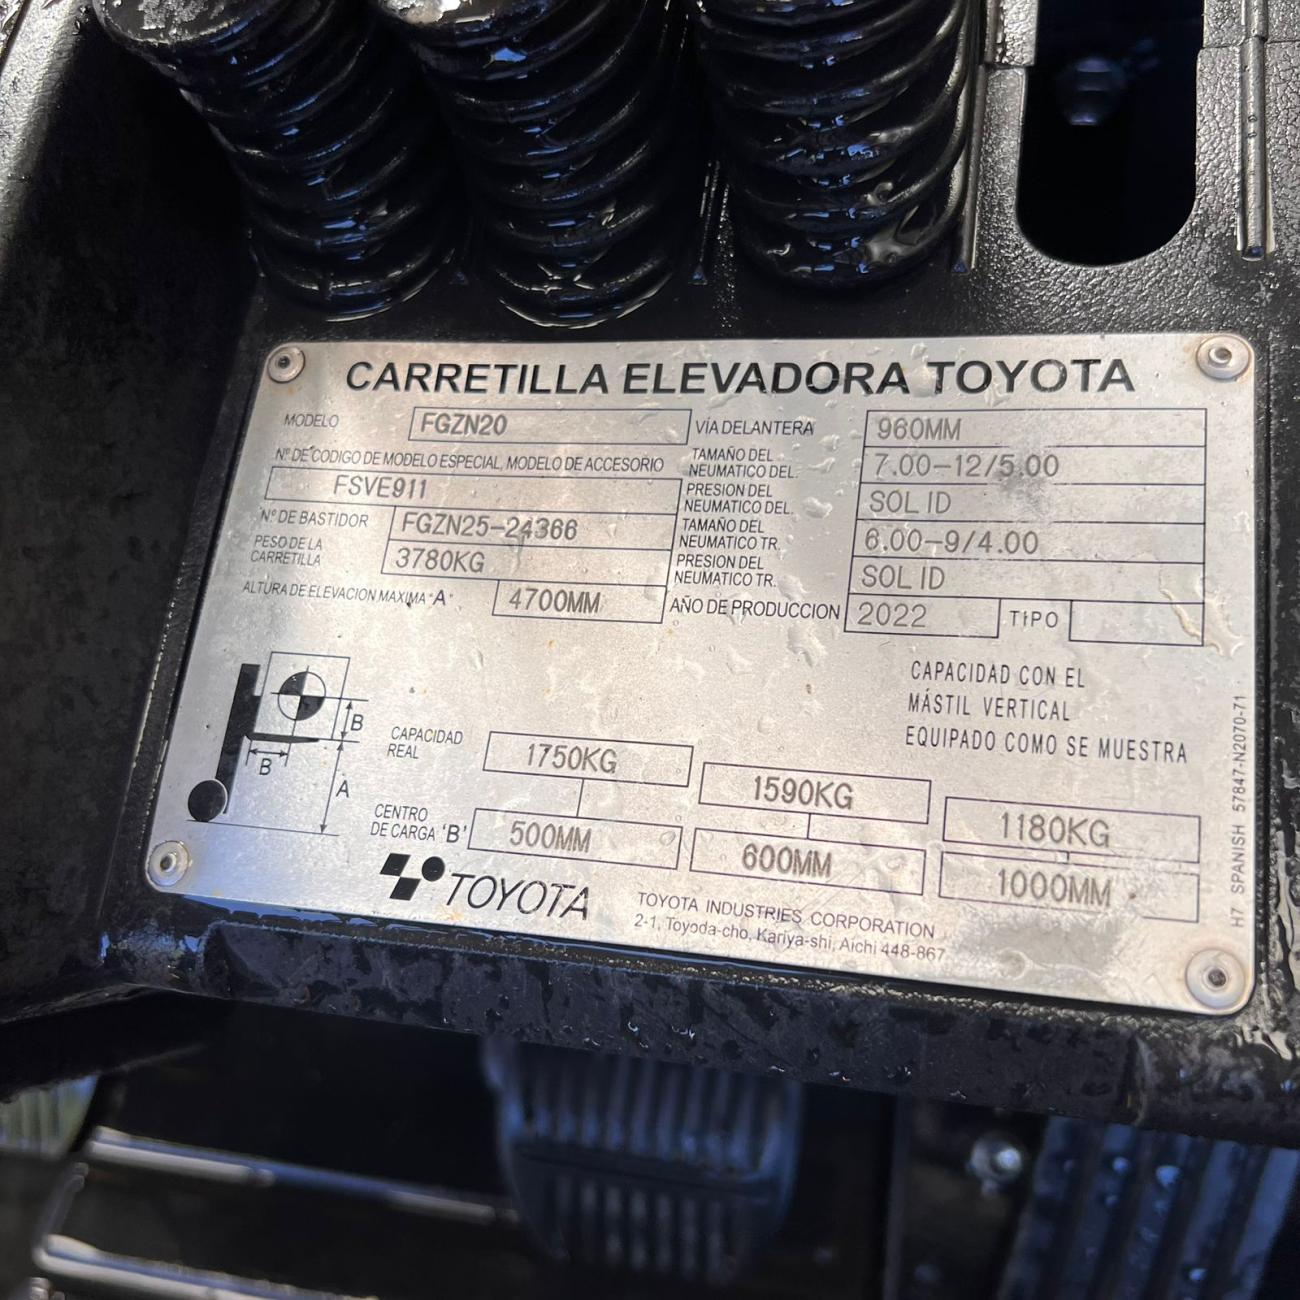 CARRETILLA ELEVADORA TOYOTA
MODELO FGZN20
Nº DE CODIGO DE MODELO ESPECIAL, MODELO DE ACCESORIO
FSVE911
Nº DE BASTIDOR FGZN25-24366
PESO DE LA CARRETILLA 3780KG
ALTURA DE ELEVACION MAXIMA "A" 4700MM
VÍA DELANTERA 960MM
TAMAÑO DEL NEUMATICO DEL. 7.00-12/5.00
PRESION DEL NEUMATICO DEL. SOLID
TAMAÑO DEL NEUMATICO TR. 6.00-9/4.00
PRESION DEL NEUMATICO TR. SOLID
AÑO DE PRODUCCION 2022 TIPO
CAPACIDAD CON EL
MÁSTIL VERTICAL
EQUIPADO COMO SE MUESTRA
B
B
A
CAPACIDAD REAL 1750KG 1590KG 1180KG
CENTRO DE CARGA 'B' 500MM 600MM 1000MM
TOYOTA
TOYOTA INDUSTRIES CORPORATION
2-1, Toyoda-cho, Kariya-shi, Aichi 448-867
H7 SPANISH 57847-N2070-71